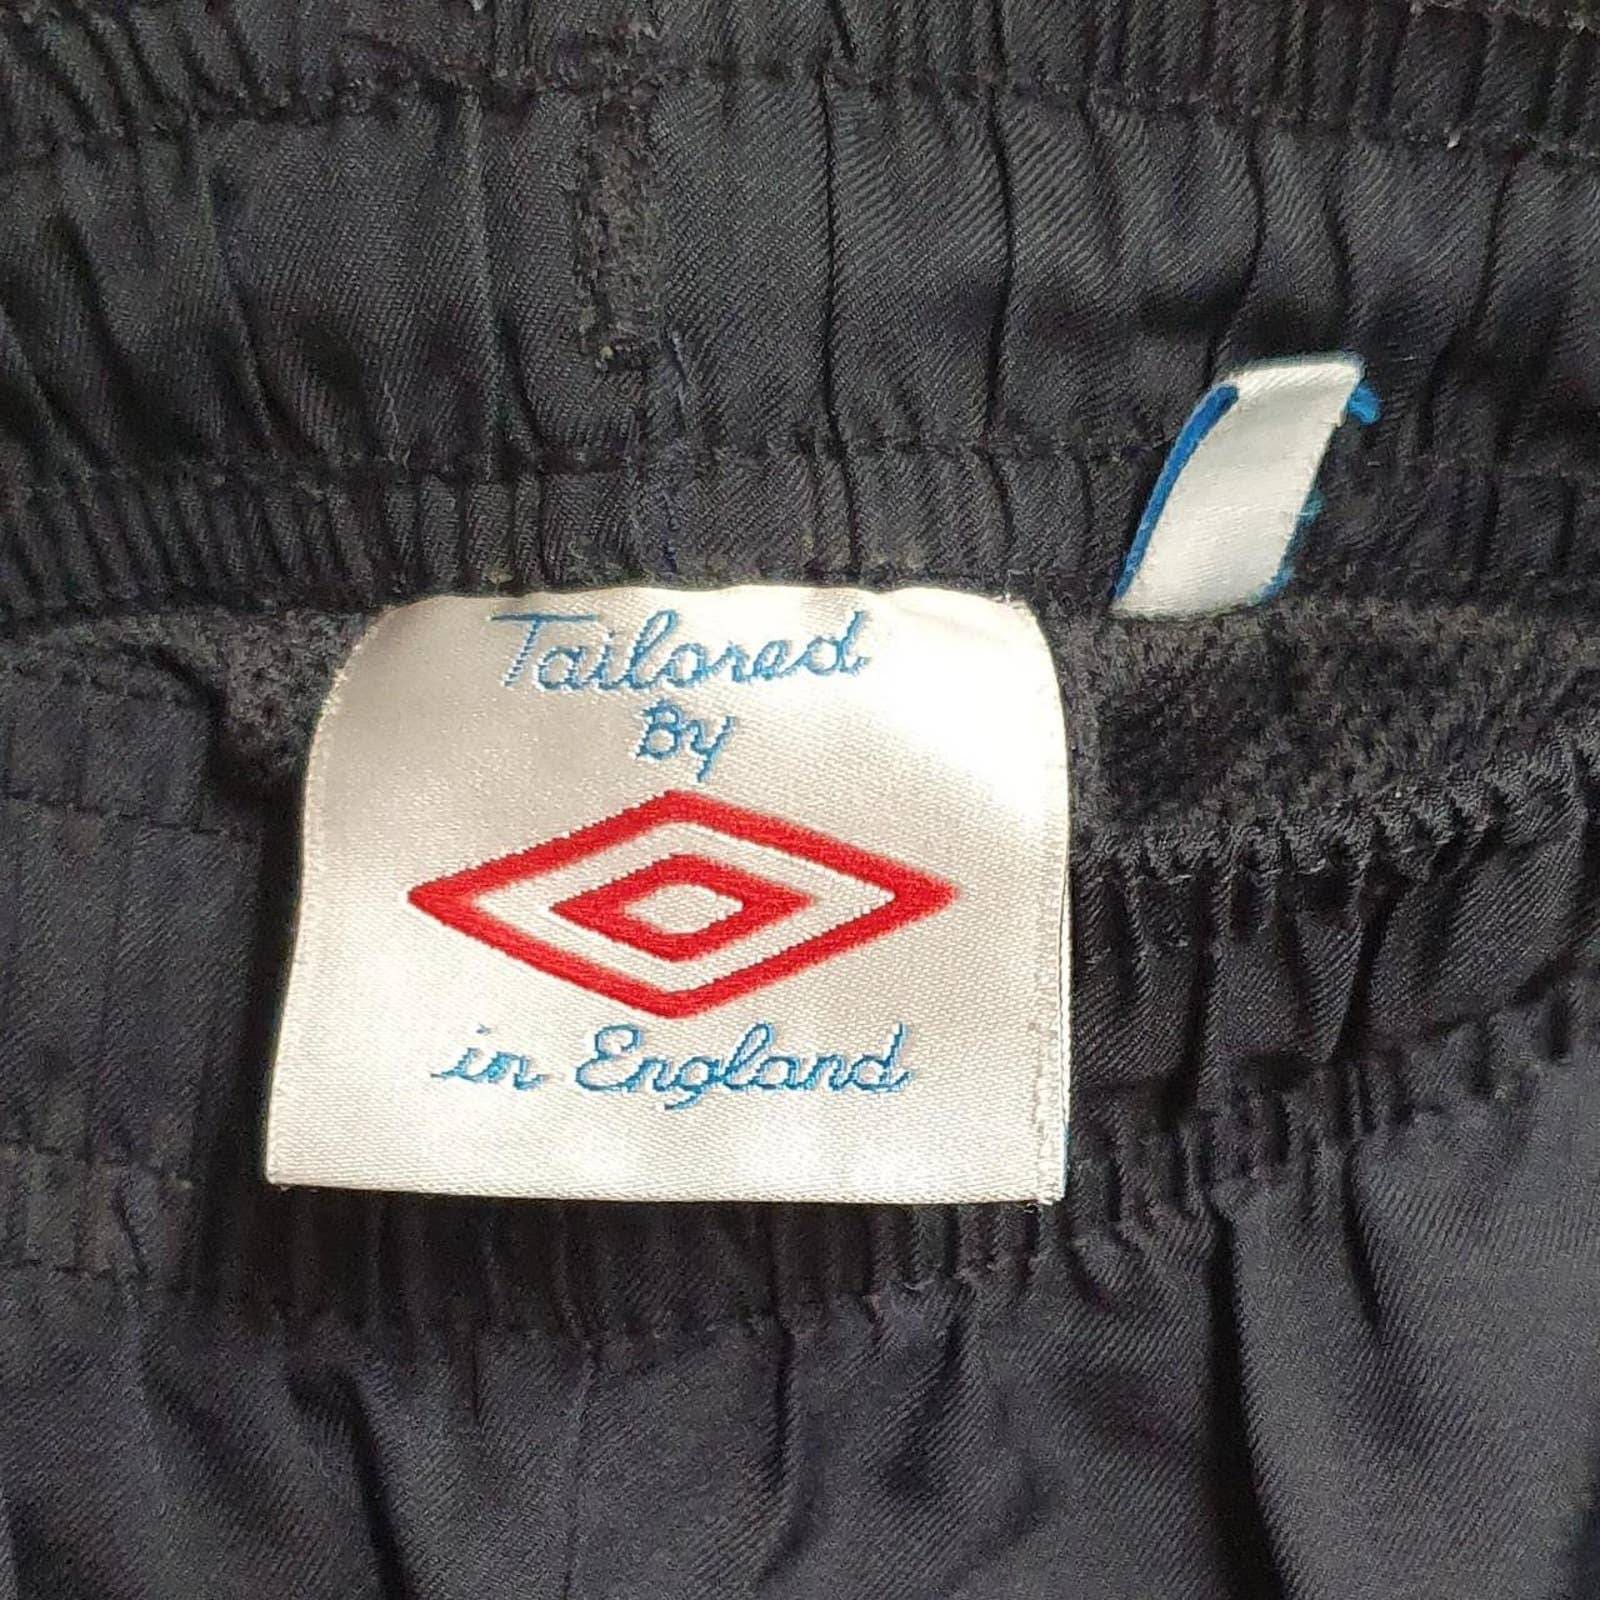 Tailored
By
in England